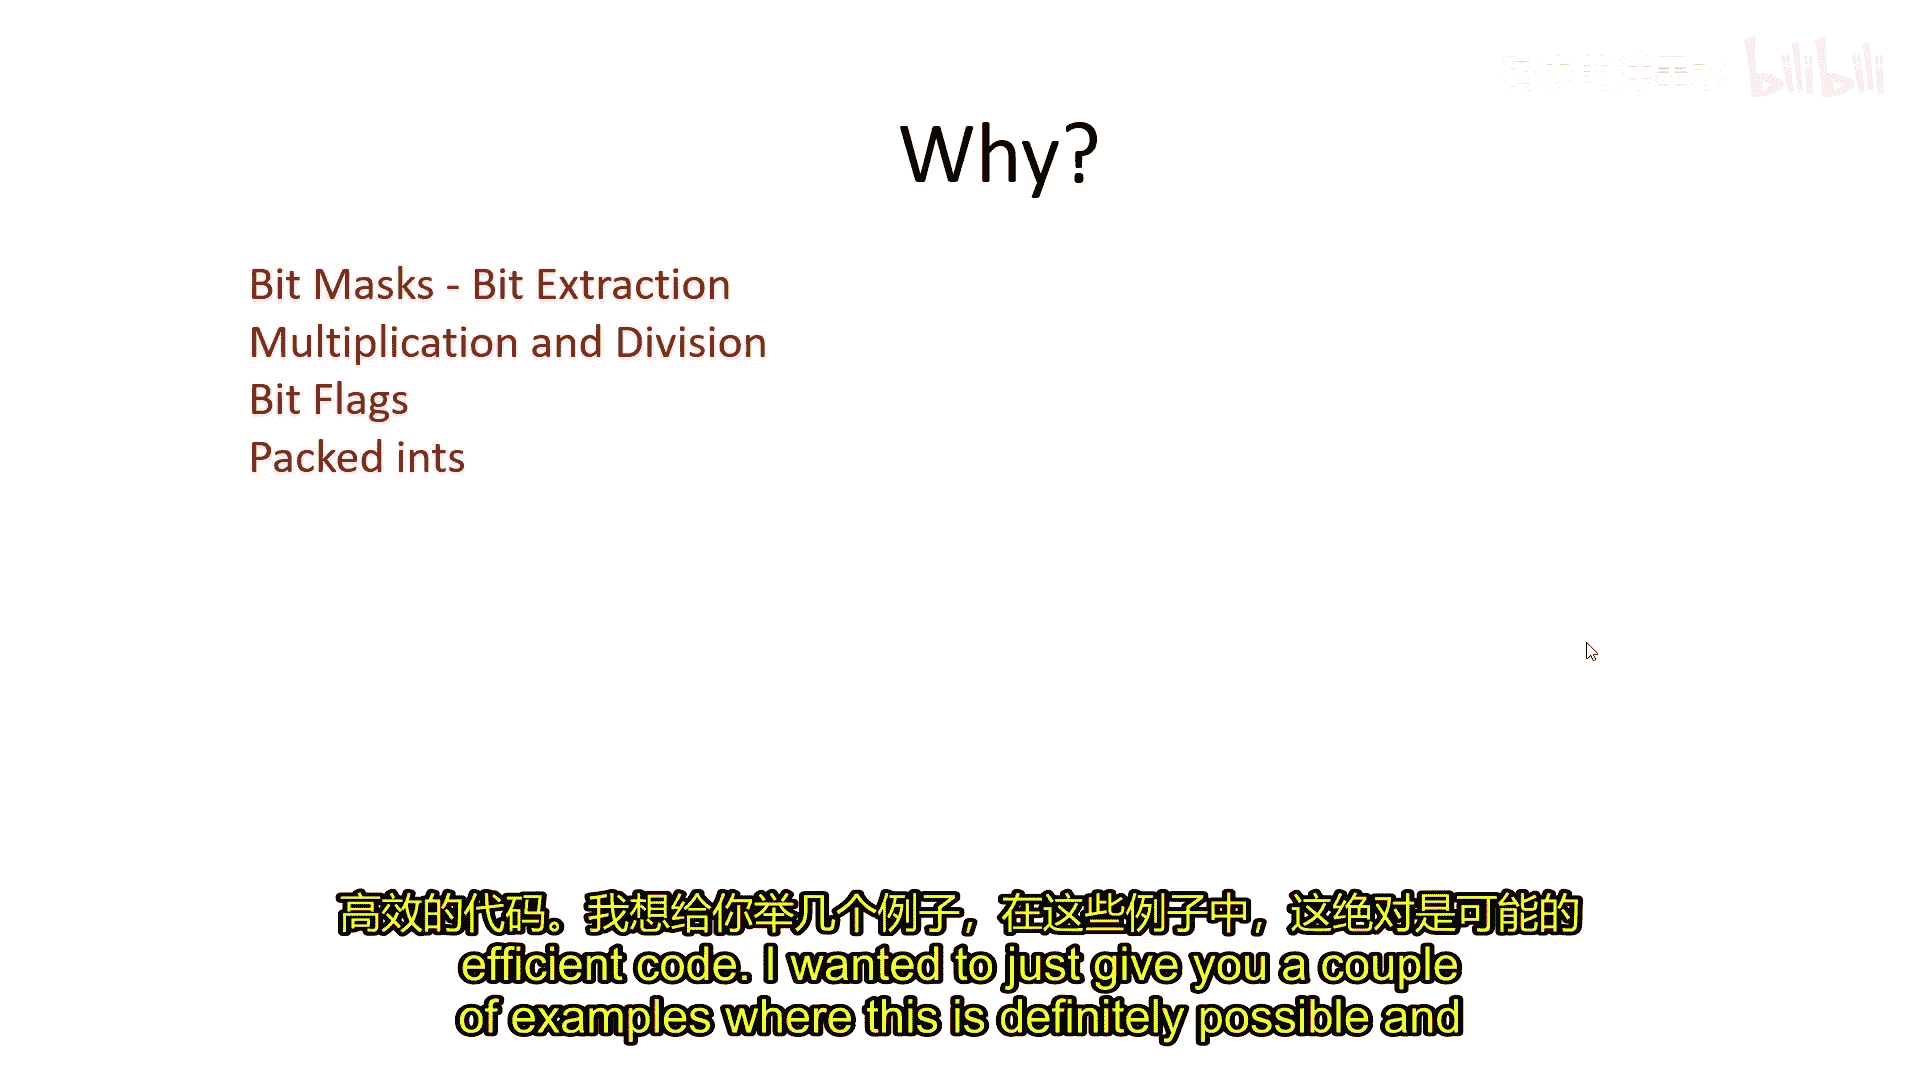 bilibili
Why?
Bit Masks - Bit Extraction
Multiplication and Division
Bit Flags
Packed ints
高效的代码。我想给你举几个例子，在这些例子中，这绝对是可能的
efficient code. I wanted to just give you a couple
of examples where this is definitely possible and